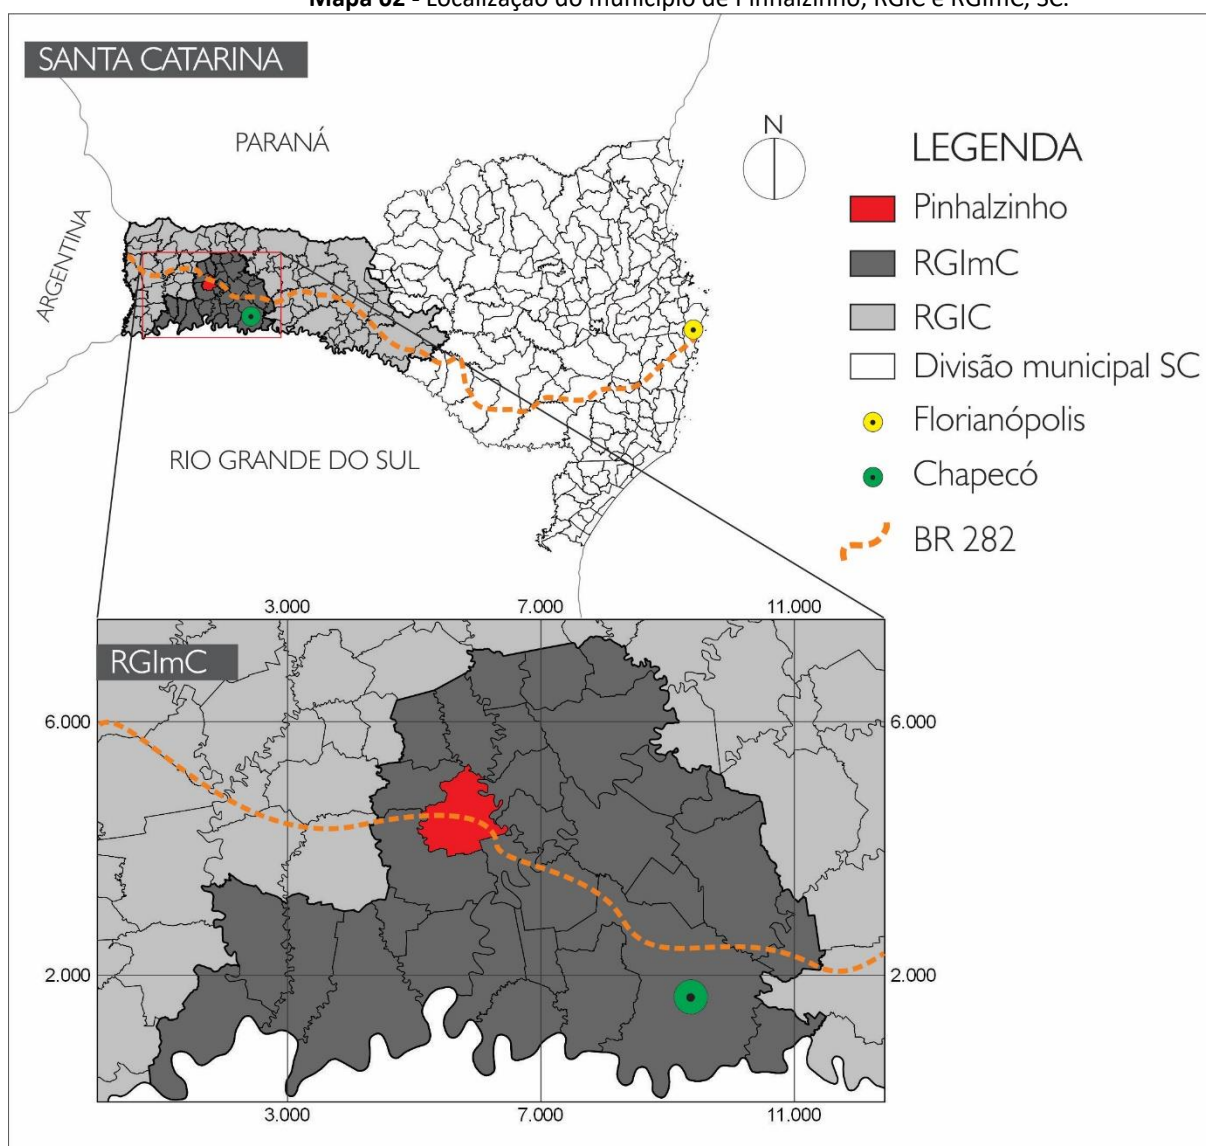 Mapa 02 - Localização do município de Pinhalzinho, RGIC e RGImC, SC.
SANTA CATARINA
PARANÁ
N
ARGENTINA
RIO GRANDE DO SUL
LEGENDA
Pinhalzinho
RGImC
RGIC
Divisão municipal SC
Florianópolis
Chapecó
BR 282
3.000 7.000 11.000
RGImC
6.000 6.000
2.000 2.000
3.000 7.000 11.000